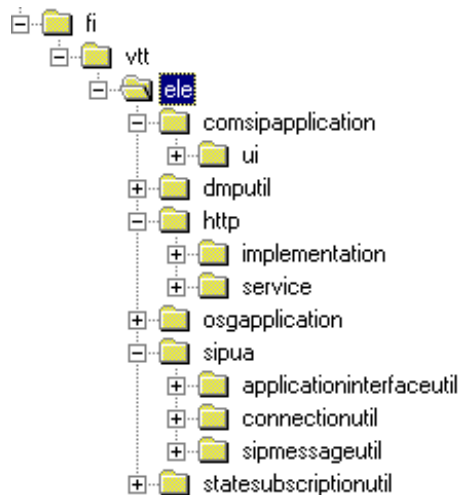 fi
vtt
ele
comsipapplication
ui
dmputil
http
implementation
service
osgapplication
sipua
applicationinterfaceutil
connectionutil
sipmessageutil
statesubscriptionutil